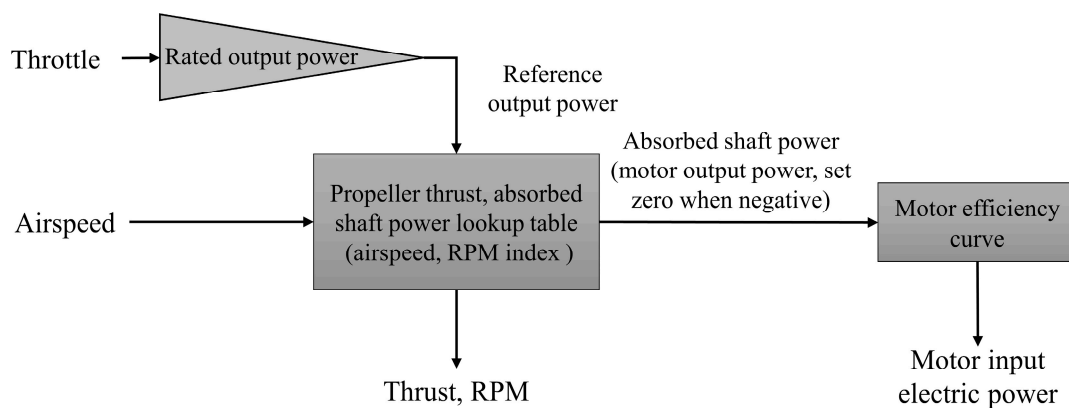 Throttle
Rated output power
Reference
output power
Absorbed shaft power
(motor output power, set
zero when negative)
Airspeed
Propeller thrust, absorbed
shaft power lookup table
(airspeed, RPM index )
Motor efficiency
curve
Thrust, RPM
Motor input
electric power